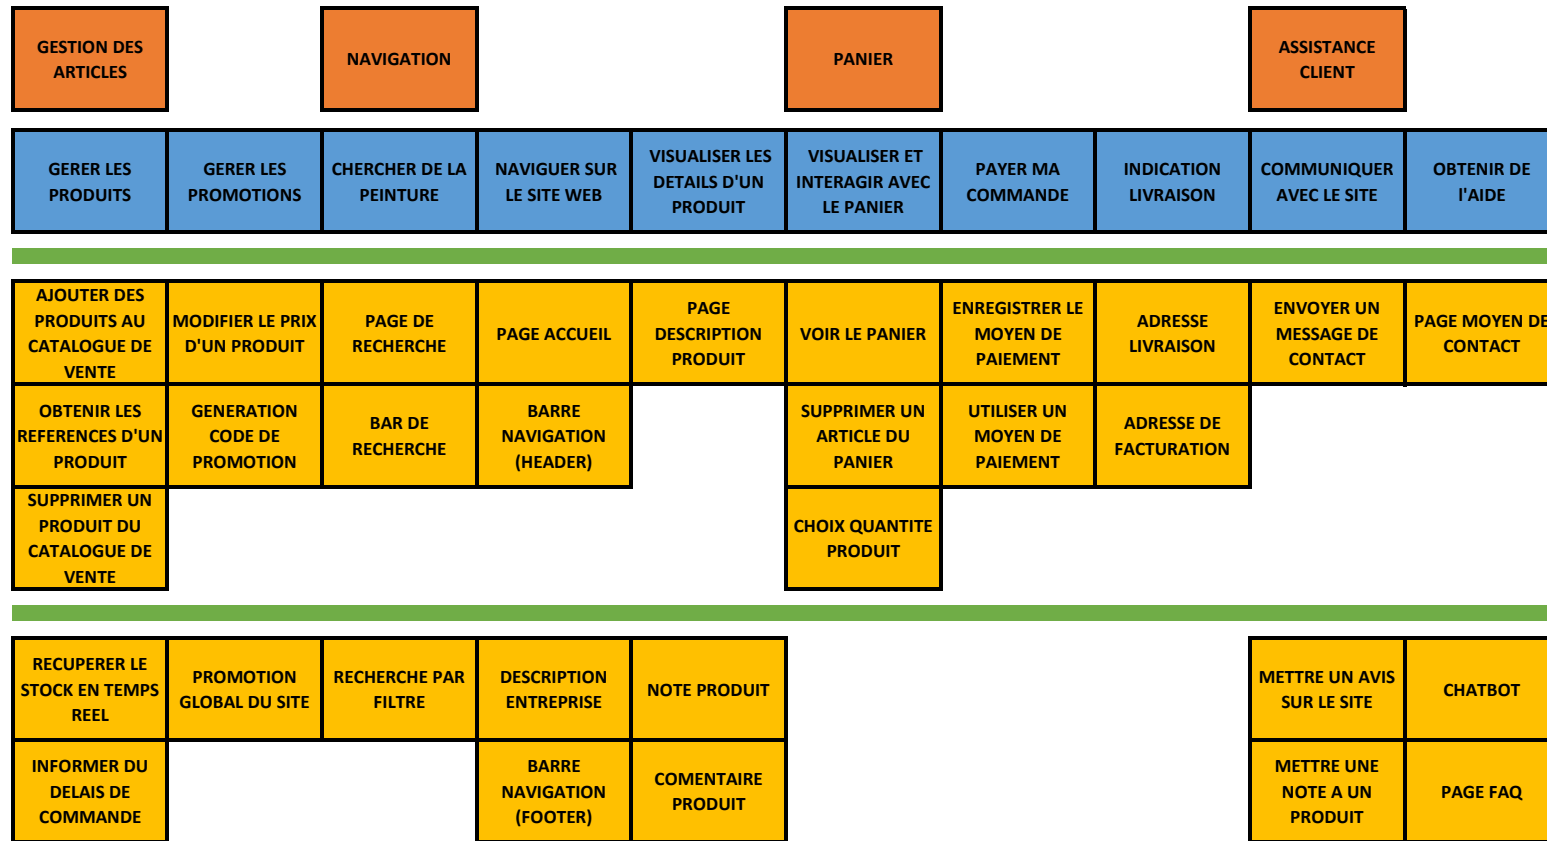 GESTION DES
ARTICLES
NAVIGATION
PANIER
ASSISTANCE
CLIENT
GERER LES
PRODUITS
GERER LES
PROMOTIONS
CHERCHER DE LA
PEINTURE
NAVIGUER SUR
LE SITE WEB
VISUALISER LES
DETAILS D'UN
PRODUIT
VISUALISER ET
INTERAGIR AVEC
LE PANIER
PAYER MA
COMMANDE
INDICATION
LIVRAISON
COMMUNIQUER
AVEC LE SITE
OBTENIR DE
l'AIDE
AJOUTER DES
PRODUITS AU
CATALOGUE DE
VENTE
MODIFIER LE PRIX
D'UN PRODUIT
PAGE DE
RECHERCHE
PAGE ACCUEIL
PAGE
DESCRIPTION
PRODUIT
VOIR LE PANIER
ENREGISTRER LE
MOYEN DE
PAIEMENT
ADRESSE
LIVRAISON
ENVOYER UN
MESSAGE DE
CONTACT
PAGE MOYEN DE
CONTACT
OBTENIR LES
REFERENCES D'UN
PRODUIT
GENERATION
CODE DE
PROMOTION
BAR DE
RECHERCHE
BARRE
NAVIGATION
(HEADER)
SUPPRIMER UN
ARTICLE DU
PANIER
UTILISER UN
MOYEN DE
PAIEMENT
ADRESSE DE
FACTURATION
SUPPRIMER UN
PRODUIT DU
CATALOGUE DE
VENTE
CHOIX QUANTITE
PRODUIT
RECUPERER LE
STOCK EN TEMPS
REEL
PROMOTION
GLOBAL DU SITE
RECHERCHE PAR
FILTRE
DESCRIPTION
ENTREPRISE
NOTE PRODUIT
METTRE UN AVIS
SUR LE SITE
CHATBOT
INFORMER DU
DELAIS DE
COMMANDE
BARRE
NAVIGATION
(FOOTER)
COMENTAIRE
PRODUIT
METTRE UNE
NOTE A UN
PRODUIT
PAGE FAQ